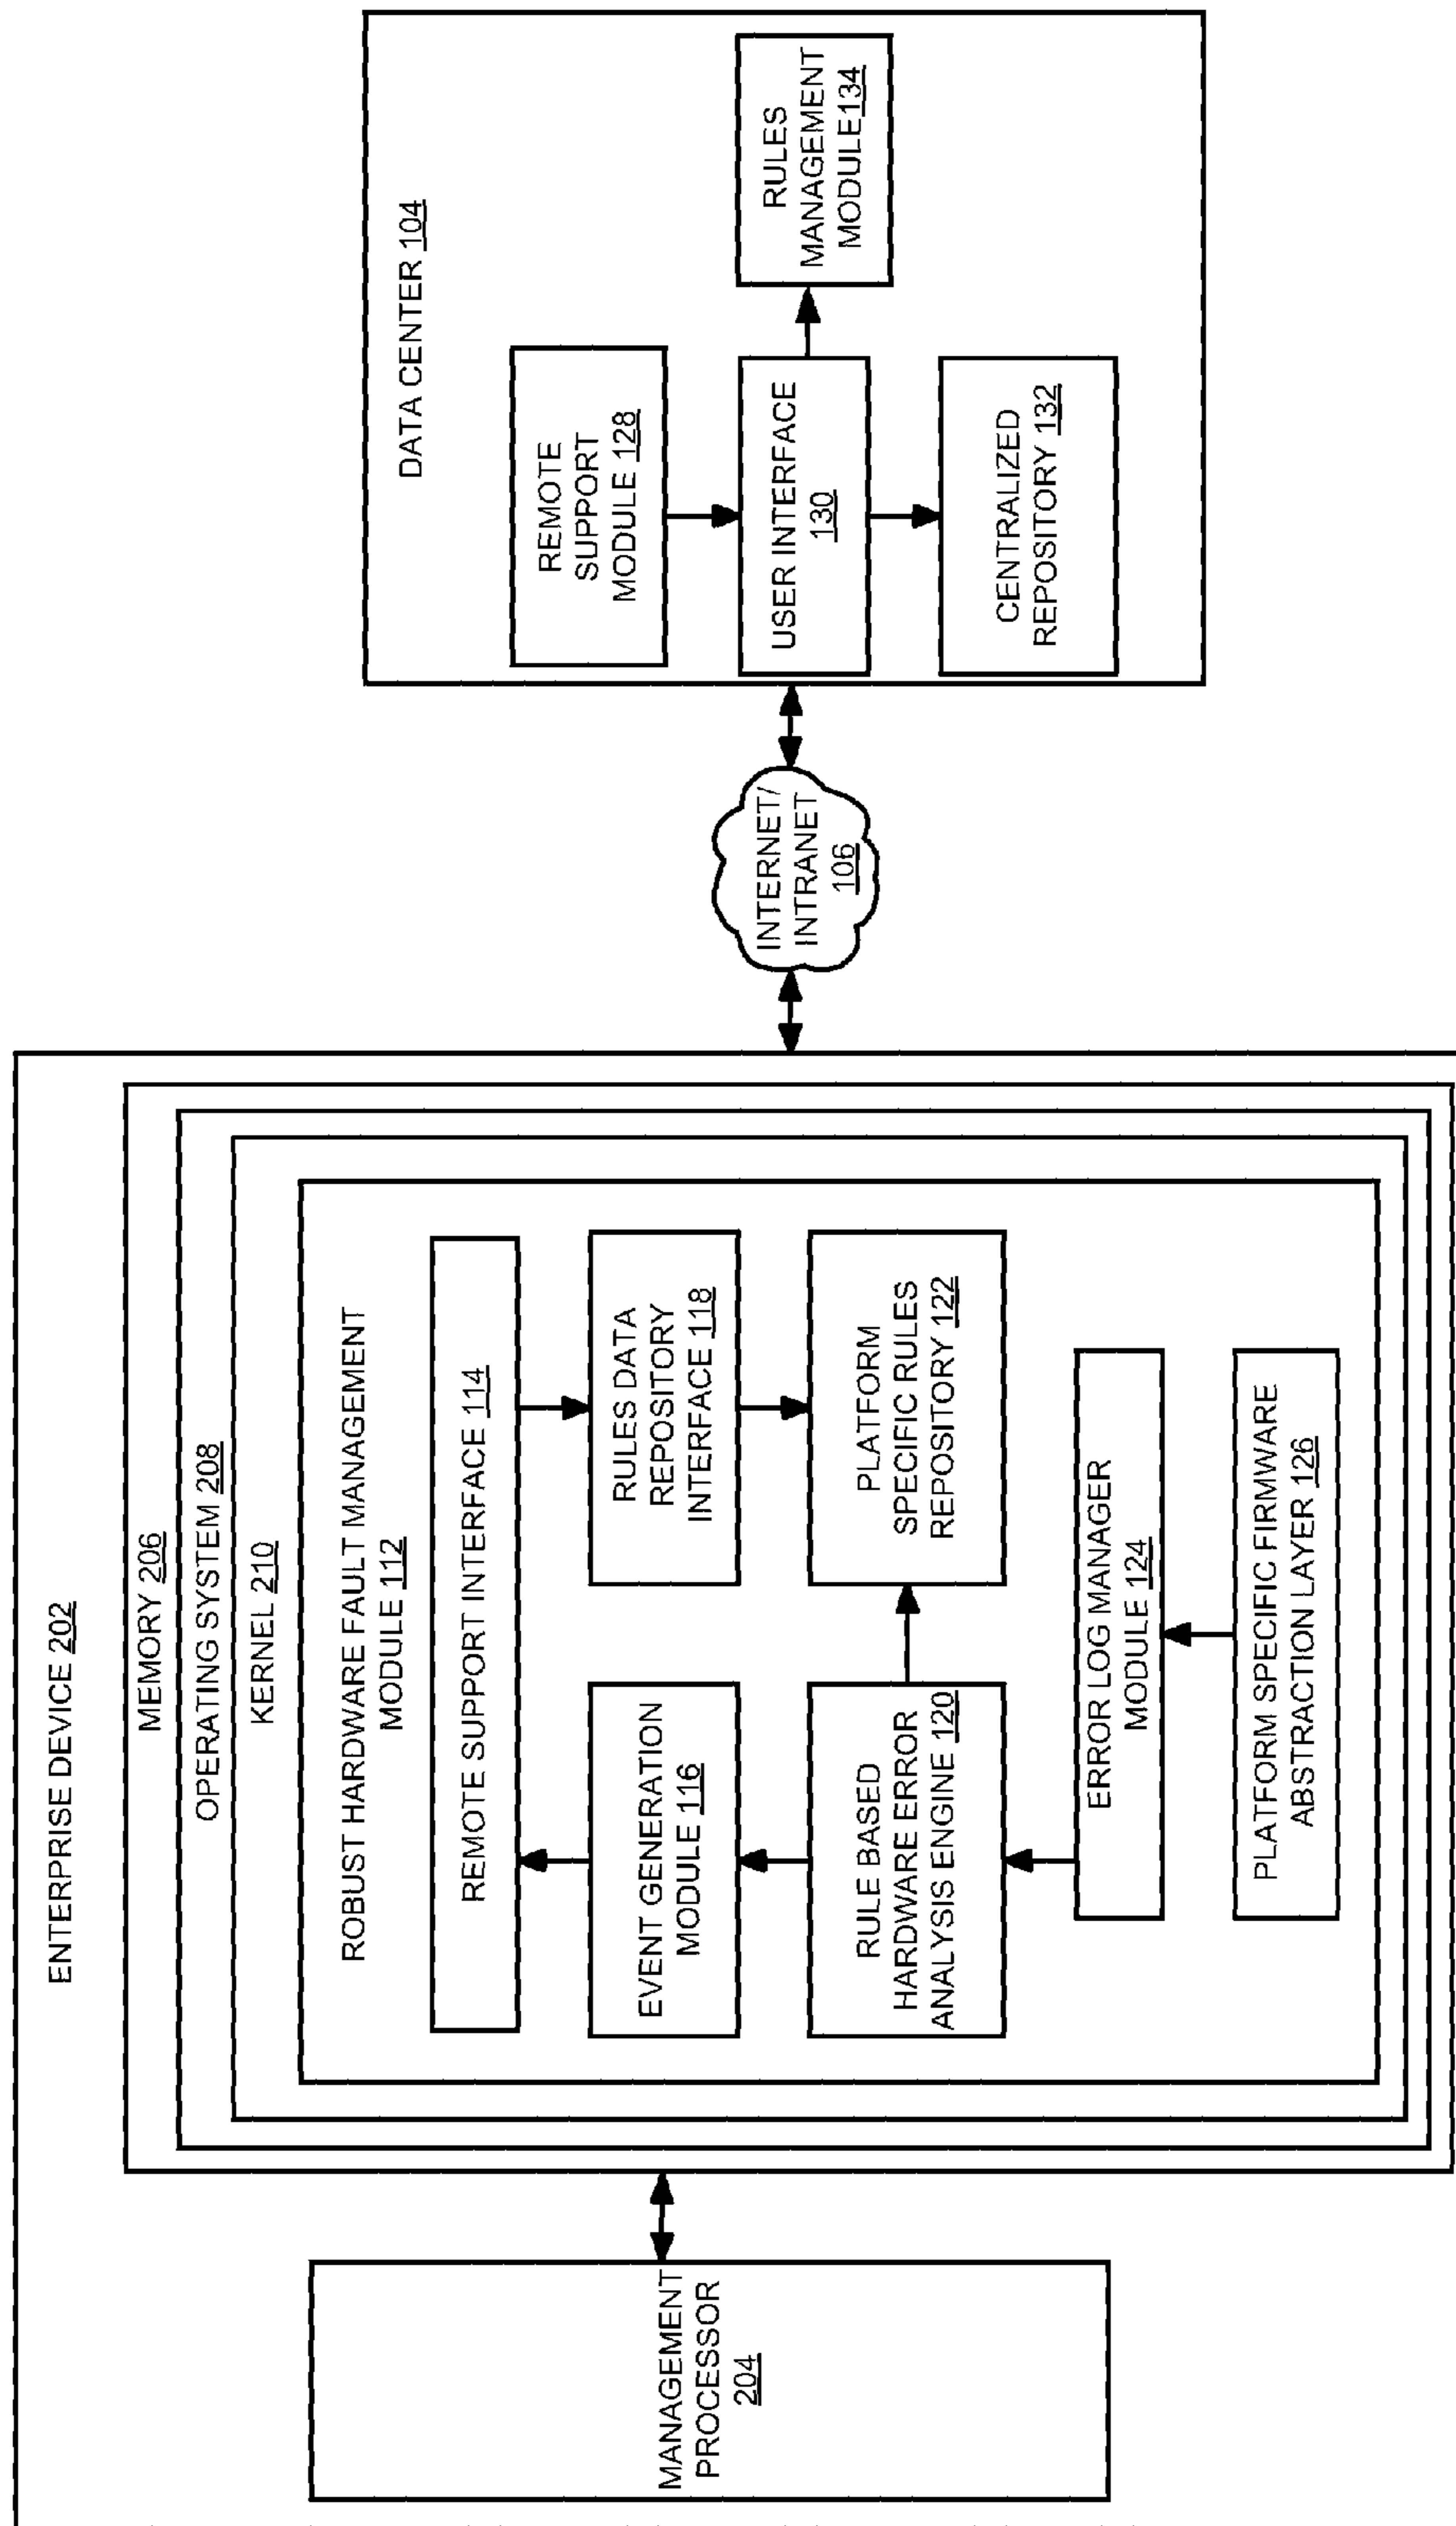 ENTERPRISE DEVICE 202
MANAGEMENT
PROCESSOR
204
MEMORY 206
OPERATING SYSTEM 208
KERNEL 210
ROBUST HARDWARE FAULT MANAGEMENT
MODULE 112
REMOTE SUPPORT INTERFACE 114
EVENT GENERATION
MODULE 116
RULES DATA
REPOSITORY
INTERFACE 118
RULE BASED
HARDWARE ERROR
ANALYSIS ENGINE 120
PLATFORM
SPECIFIC RULES
REPOSITORY 122
ERROR LOG MANAGER
MODULE 124
PLATFORM SPECIFIC FIRMWARE
ABSTRACTION LAYER 126
INTERNET/
INTRANET
106
DATA CENTER 104
REMOTE
SUPPORT
MODULE 128
USER INTERFACE
130
RULES
MANAGEMENT
MODULE134
CENTRALIZED
REPOSITORY 132